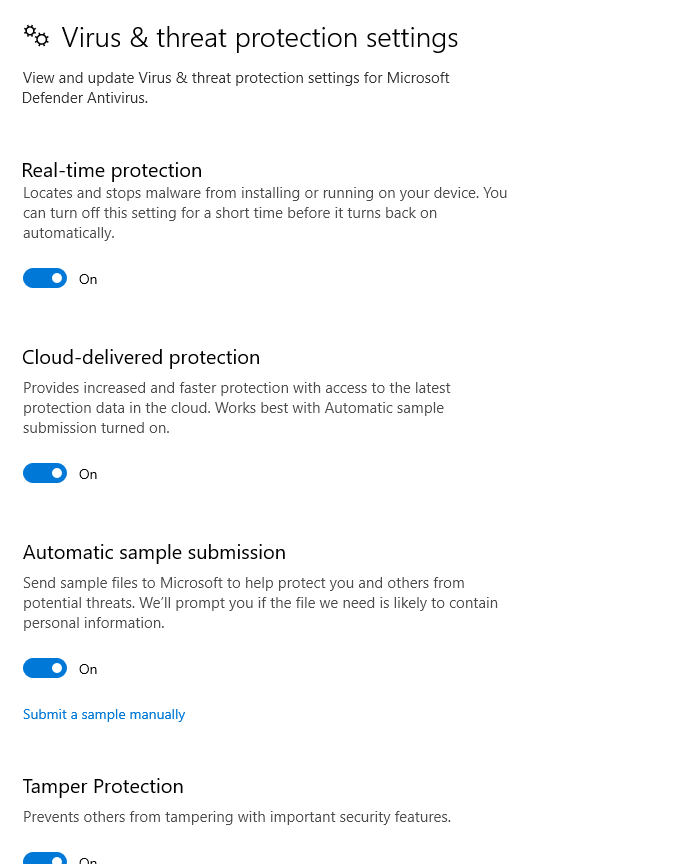 Virus & threat protection settings
View and update Virus & threat protection settings for Microsoft
Defender Antivirus.
Real-time protection
Locates and stops malware from installing or running on your device. You
can turn off this setting for a short time before it turns back on
automatically.
On
Cloud-delivered protection
Provides increased and faster protection with access to the latest
protection data in the cloud. Works best with Automatic sample
submission turned on.
On
Automatic sample submission
Send sample files to Microsoft to help protect you and others from
potential threats. We’ll prompt you if the file we need is likely to contain
personal information.
On
Submit a sample manually
Tamper Protection
Prevents others from tampering with important security features.
On